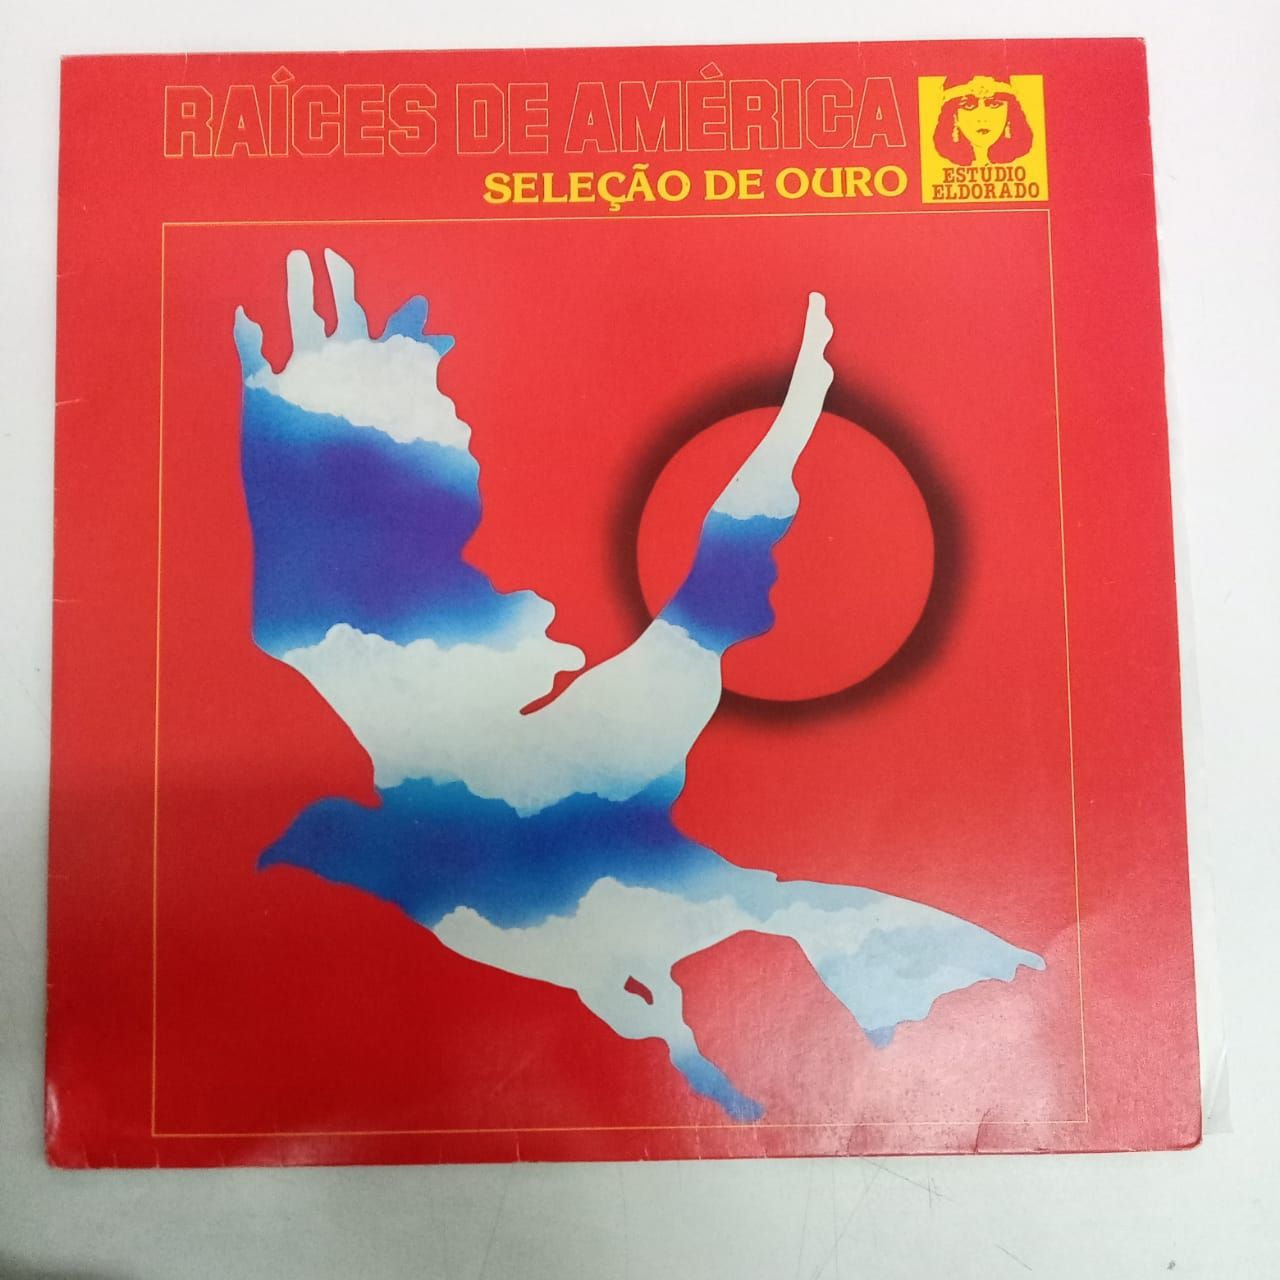 RAÍCES DE AMÉRICA
SELEÇÃO DE OURO
ESTÚDIO
ELDORADO